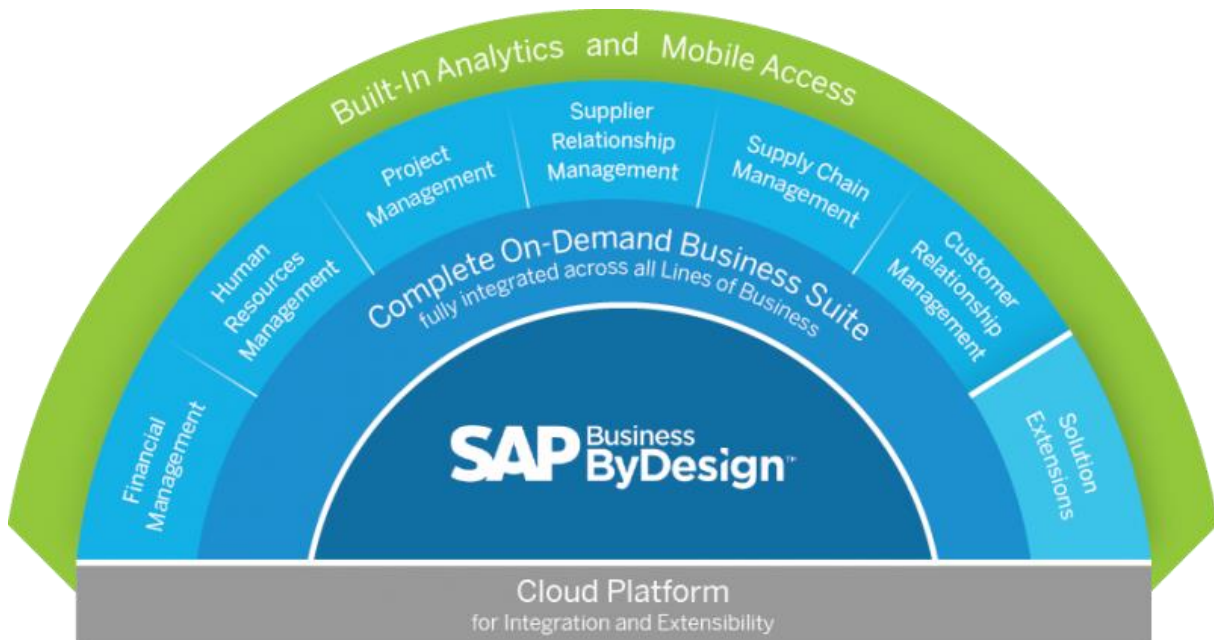 Built-In Analytics and Mobile Access
Financial
Management
Human
Resources
Management
Project
Management
Supplier
Relationship
Management
Supply Chain
Management
Customer
Relationship
Management
Solution
Extensions
Complete On-Demand Business Suite
fully integrated across all Lines of Business
SAP Business
ByDesign™
Cloud Platform
for Integration and Extensibility